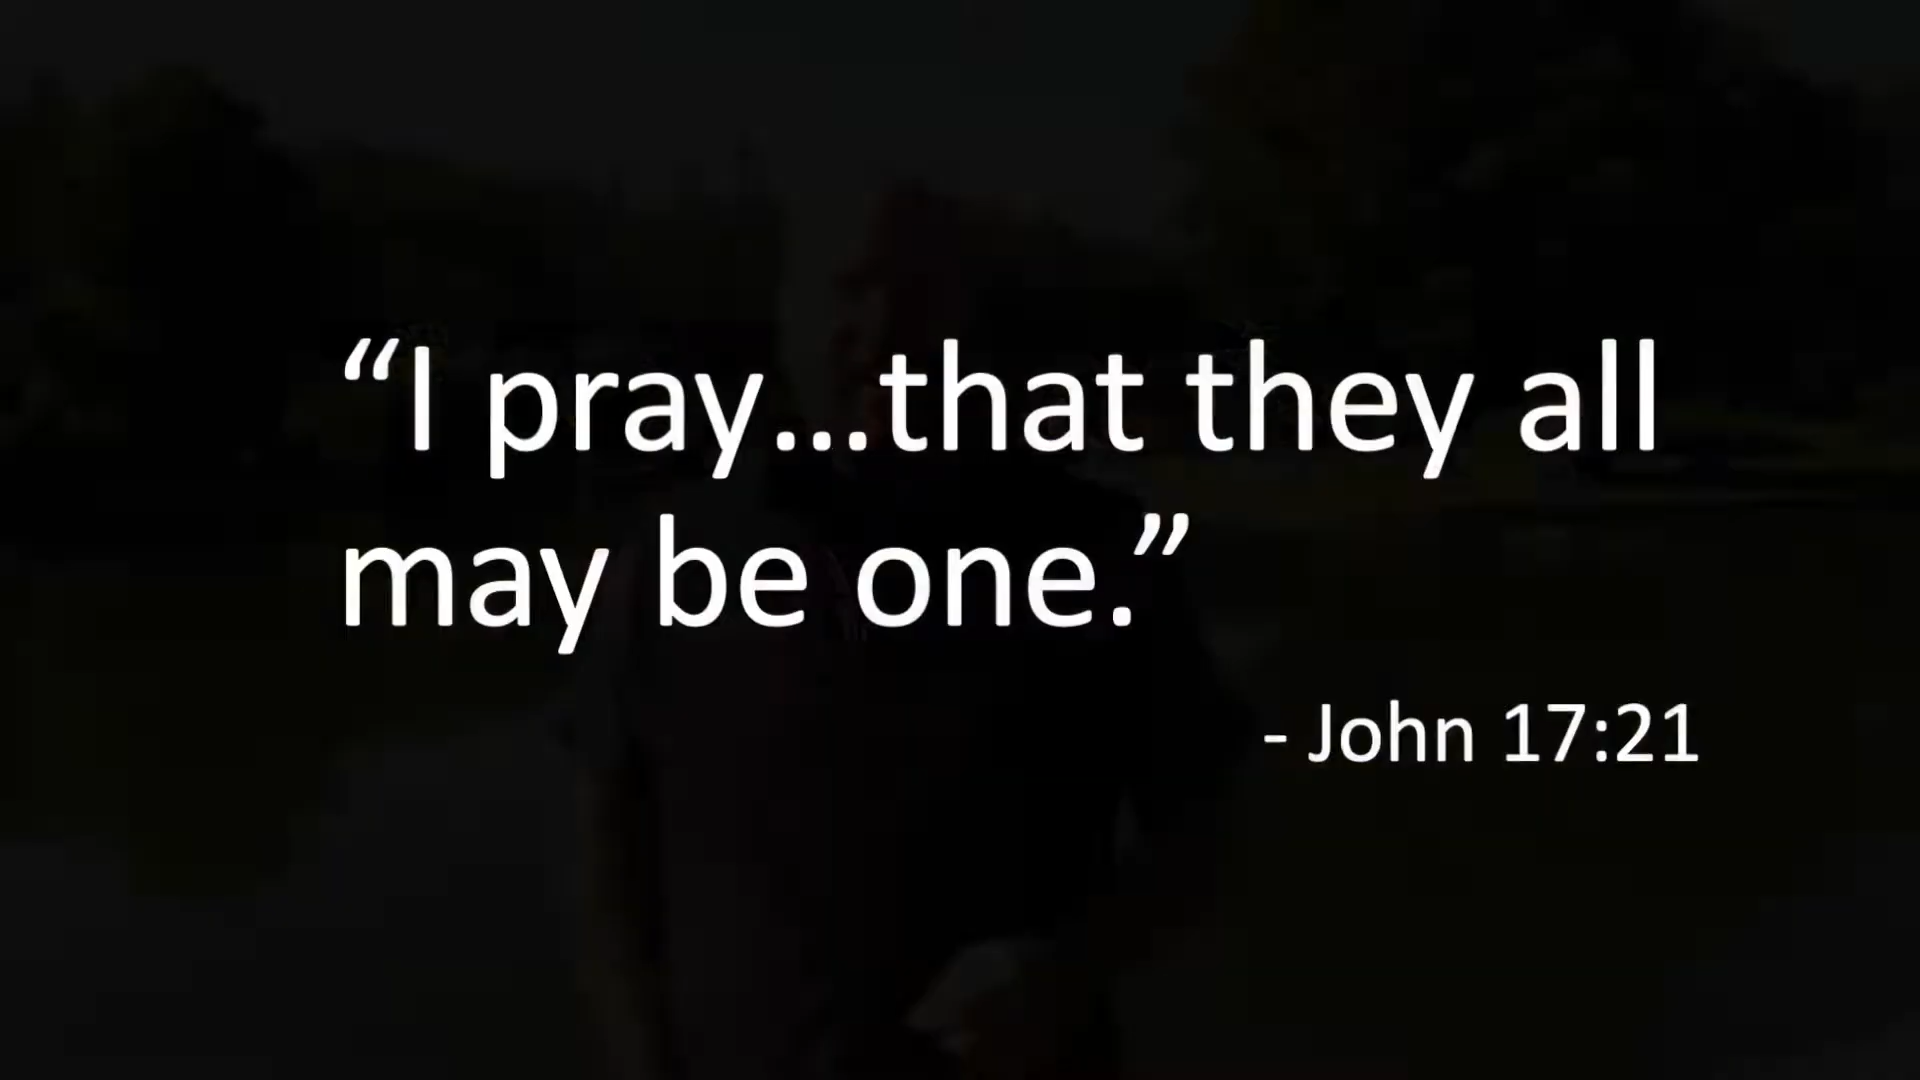 “I pray...that they all
may be one.”
- John 17:21